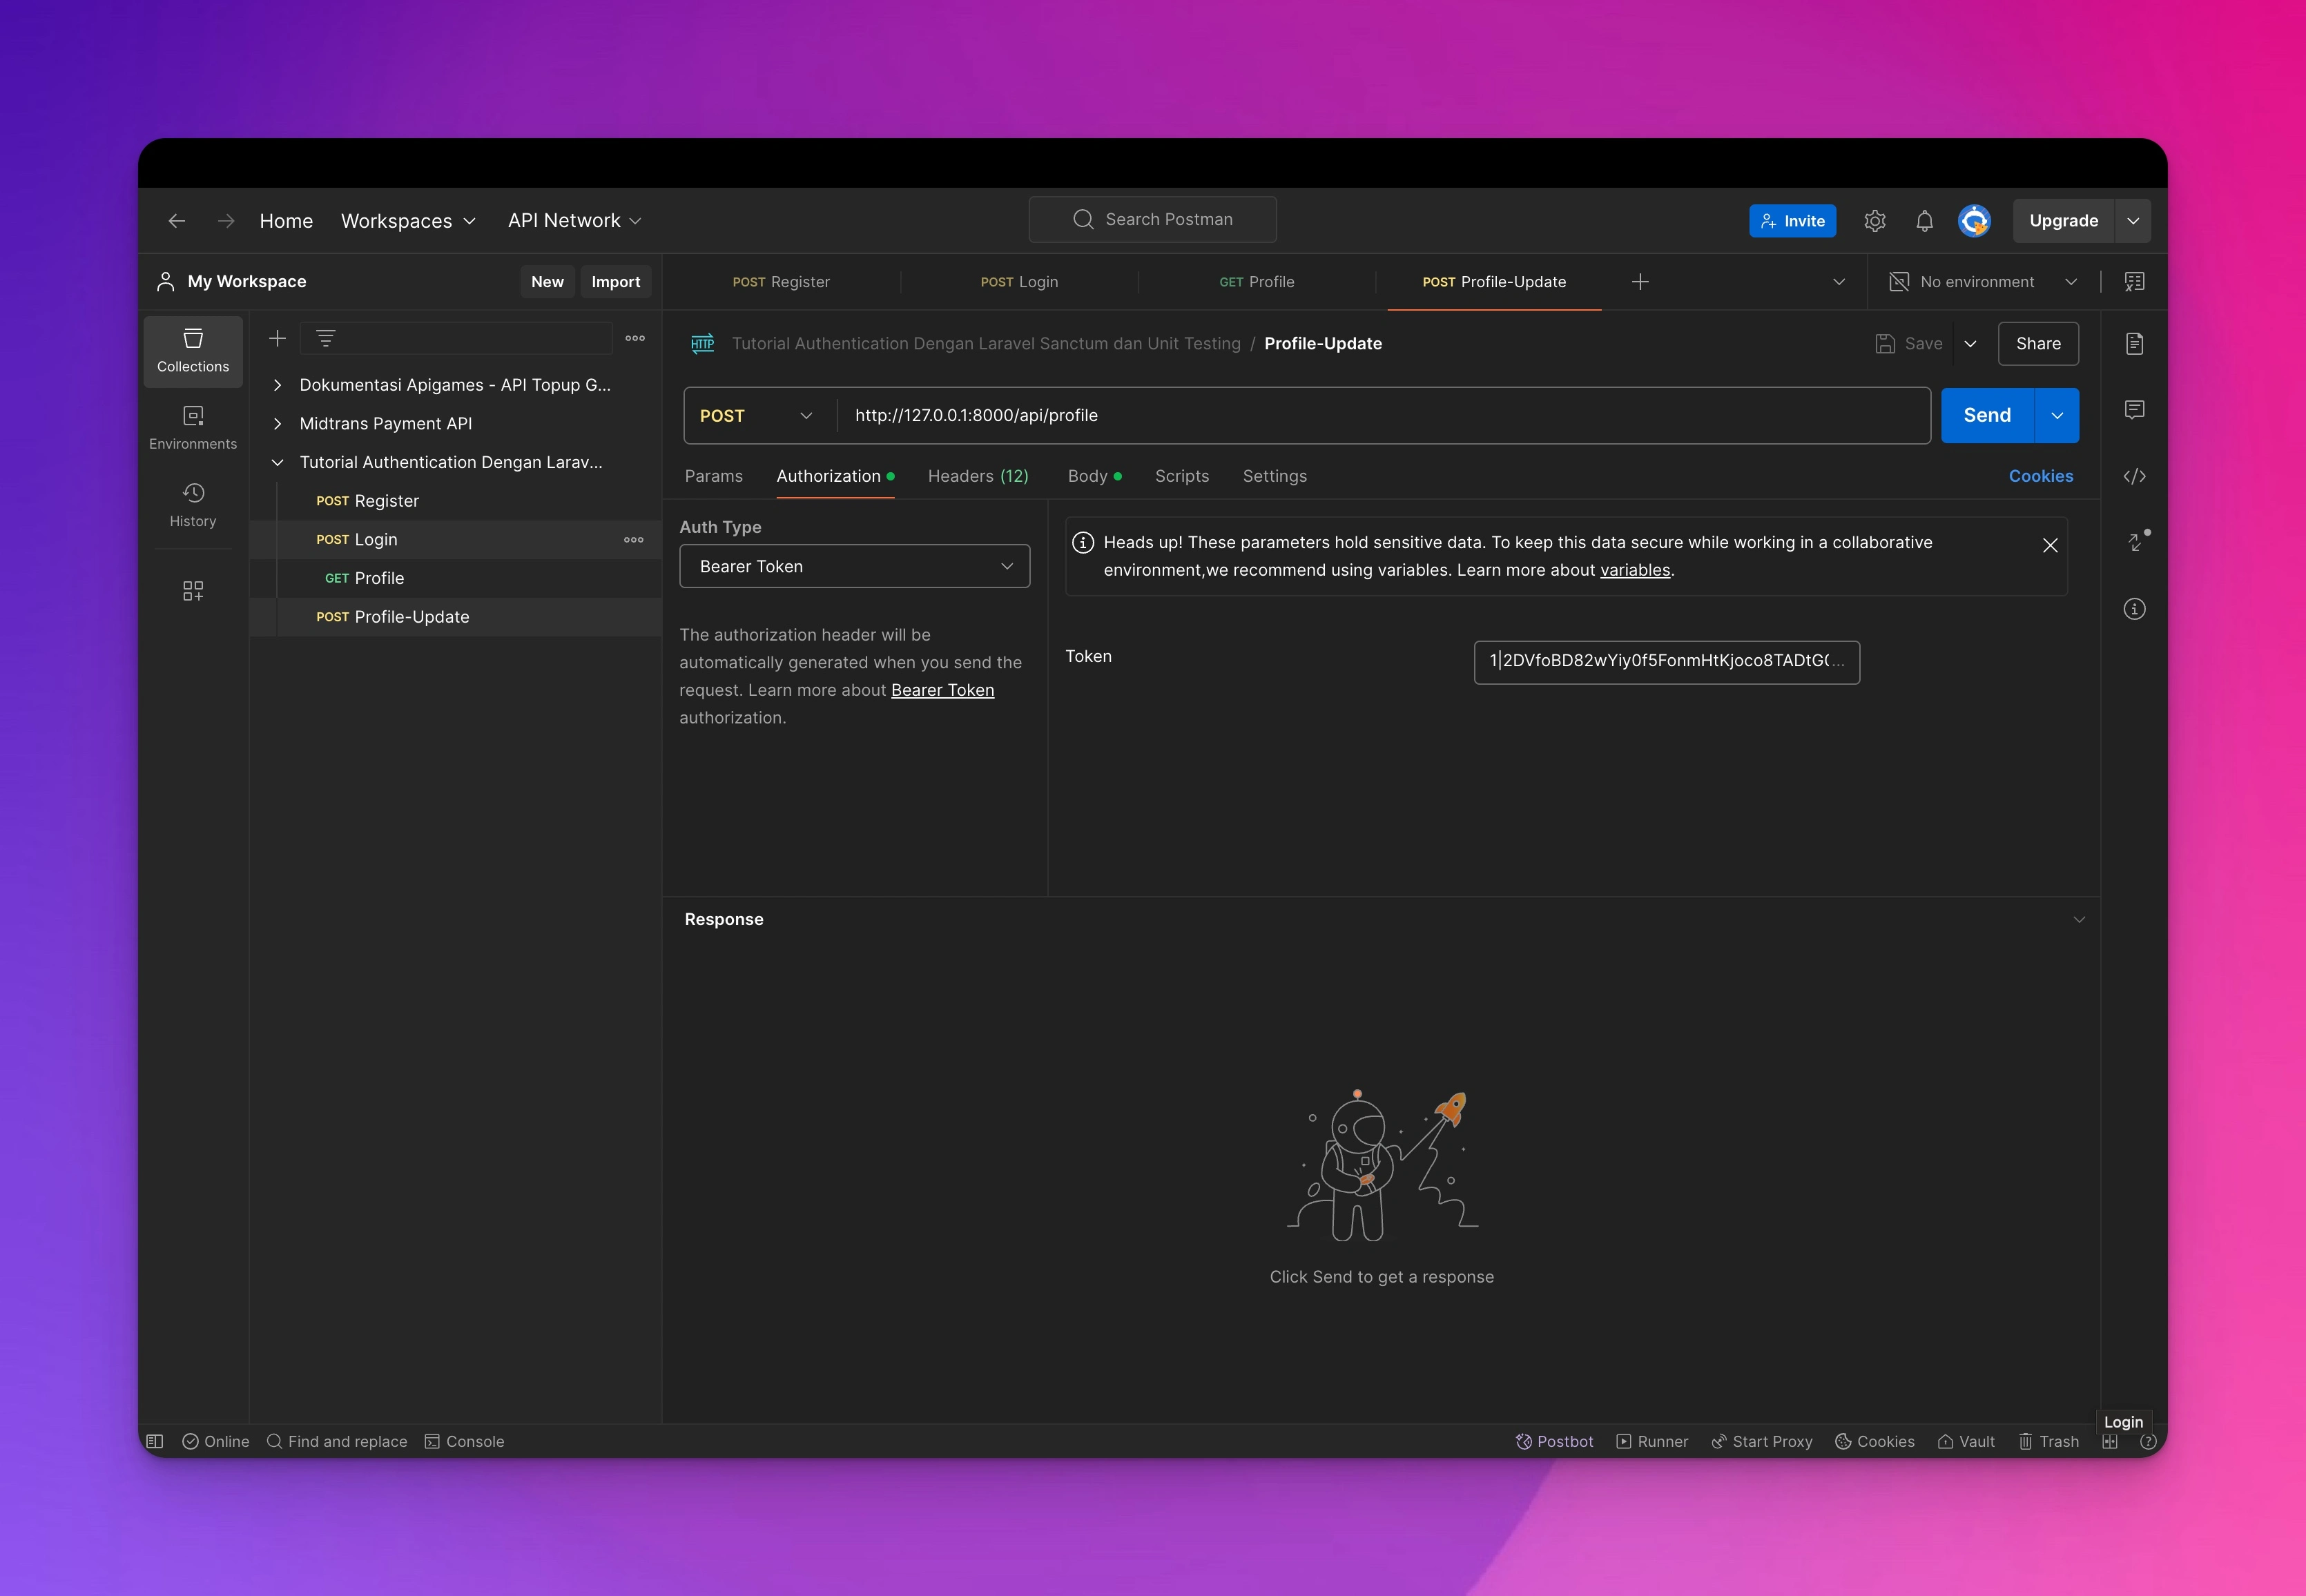 Home Workspaces API Network Search Postman Invite Upgrade
My Workspace New Import POST Register POST Login GET Profile POST Profile-Update No environment
HTTP Tutorial Authentication Dengan Laravel Sanctum dan Unit Testing / Profile-Update Save Share
Collections
Environments
History
Dokumentasi Apigames - API Topup G...
Midtrans Payment API
Tutorial Authentication Dengan Larav...
POST Register
POST Login
GET Profile
POST Profile-Update
POST http://127.0.0.1:8000/api/profile Send
Params Authorization Headers (12) Body Scripts Settings Cookies
Auth Type
Bearer Token
The authorization header will be
automatically generated when you send the
request. Learn more about Bearer Token
authorization.
Heads up! These parameters hold sensitive data. To keep this data secure while working in a collaborative
environment,we recommend using variables. Learn more about variables.
Token 1|2DVfoBD82wYiy0f5FonmHtKjoco8TADtG...
Response
Click Send to get a response
Login
Online Find and replace Console Postbot Runner Start Proxy Cookies Vault Trash